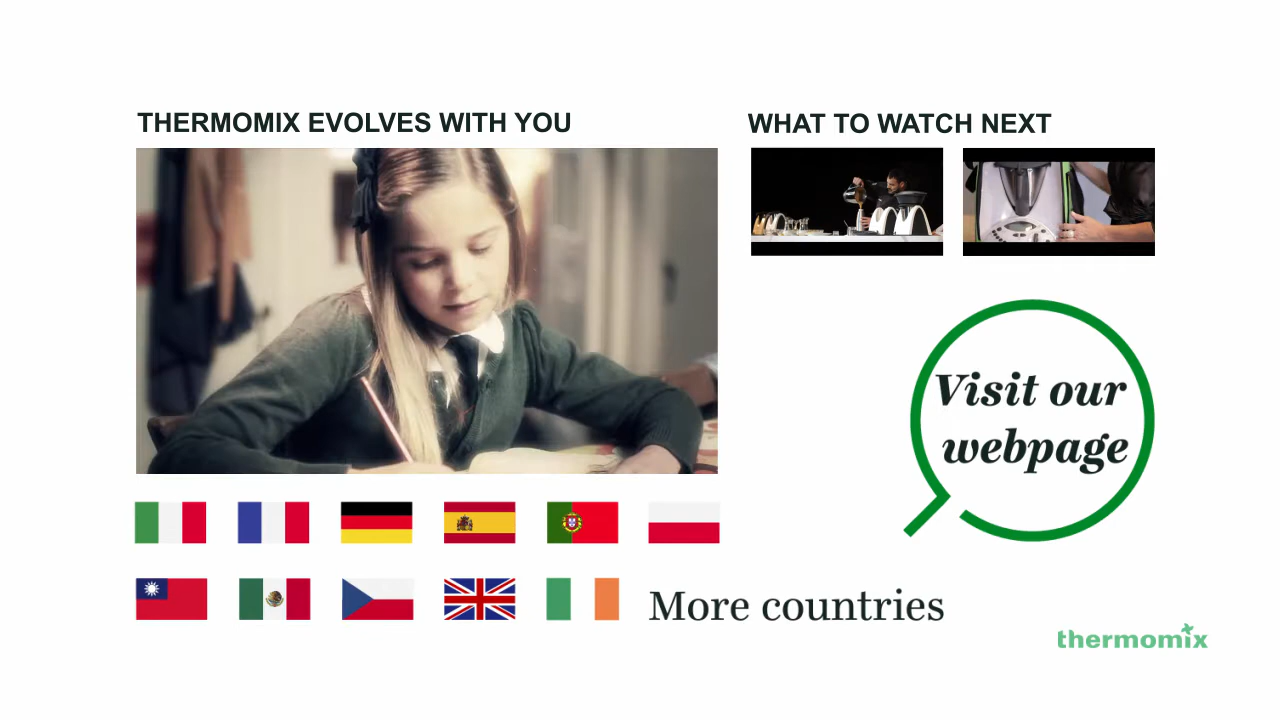 THERMOMIX EVOLVES WITH YOU
WHAT TO WATCH NEXT
Visit our
webpage
More countries
thermomix